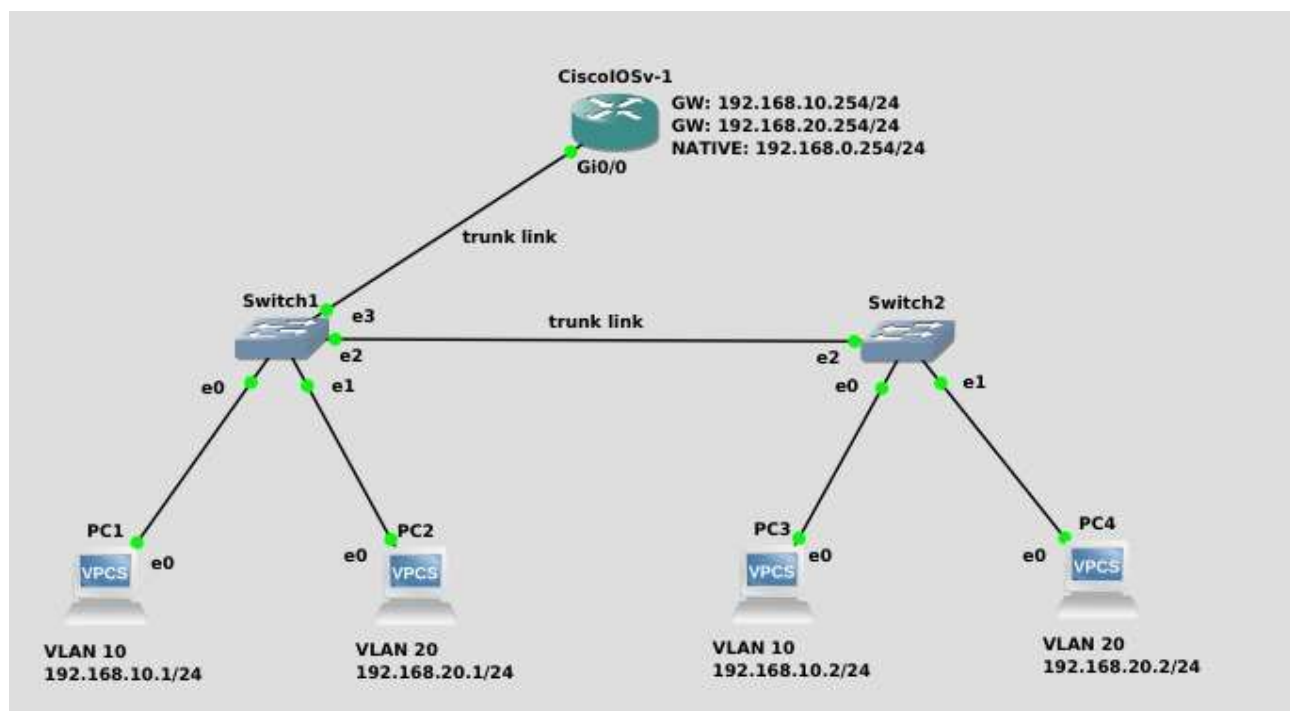 CiscoIOSv-1
GW: 192.168.10.254/24
GW: 192.168.20.254/24
NATIVE: 192.168.0.254/24
Gi0/0
trunk link
Switch1
e3
trunk link
Switch2
e2
e2
e0
e1
e0
e1
PC1
e0
PC2
e0
PC3
e0
PC4
e0
VPCS
VPCS
VPCS
VPCS
VLAN 10
192.168.10.1/24
VLAN 20
192.168.20.1/24
VLAN 10
192.168.10.2/24
VLAN 20
192.168.20.2/24